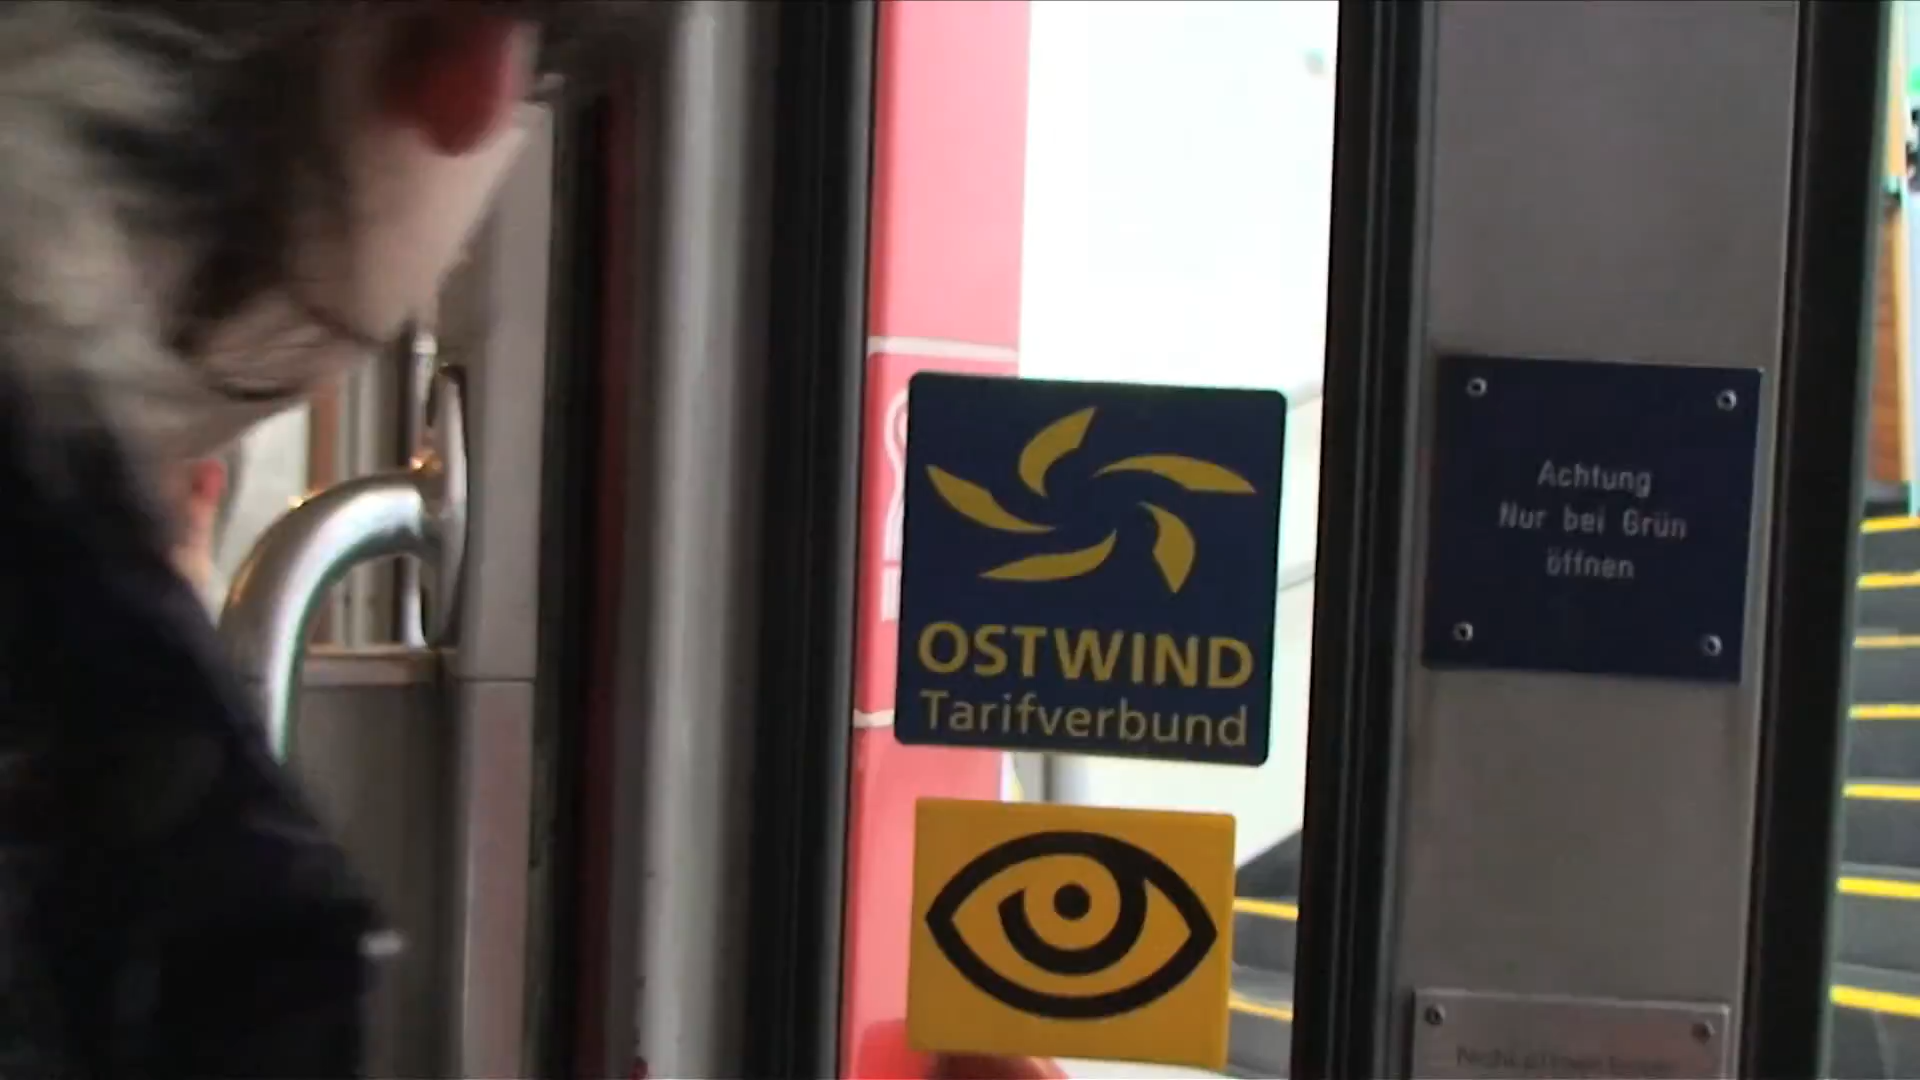 OSTWIND
Tarifverbund
Achtung
Nur bei Grün
öffnen